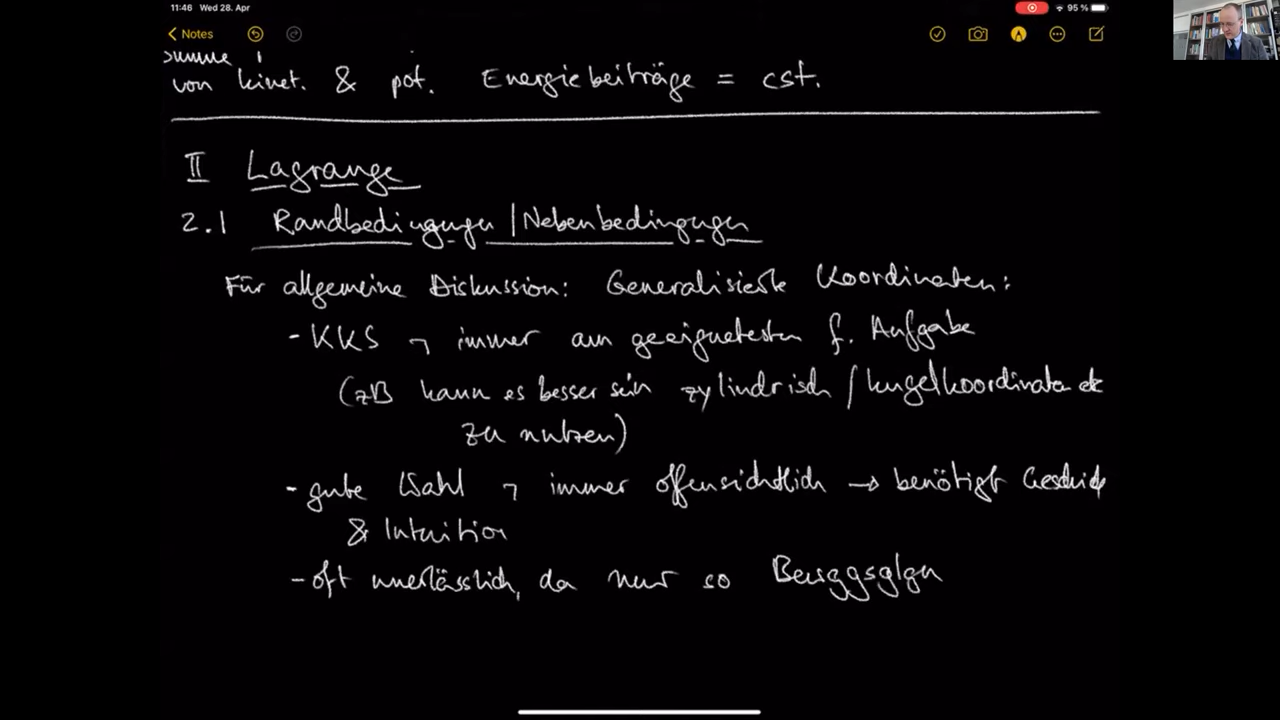 11:46 Wed 28. Apr
95 %
Notes
Summe
von kinet. & pot. Energiebeiträge = cst.
II Lagrange
2.1 Randbedingungen/Nebenbedingungen
Für allgemeine Diskussion: Generalisierte Koordinaten:
- KKS ¬ immer am geeignetesten f. Aufgabe
(zB kann es besser sein zylindrisch/kugelkoordinaten etc
zu nutzen)
- gute Wahl ¬ immer offensichtlich → benötigt Geschick
& Intuition
- oft unerlässlich, da nur so Bewggsglgn